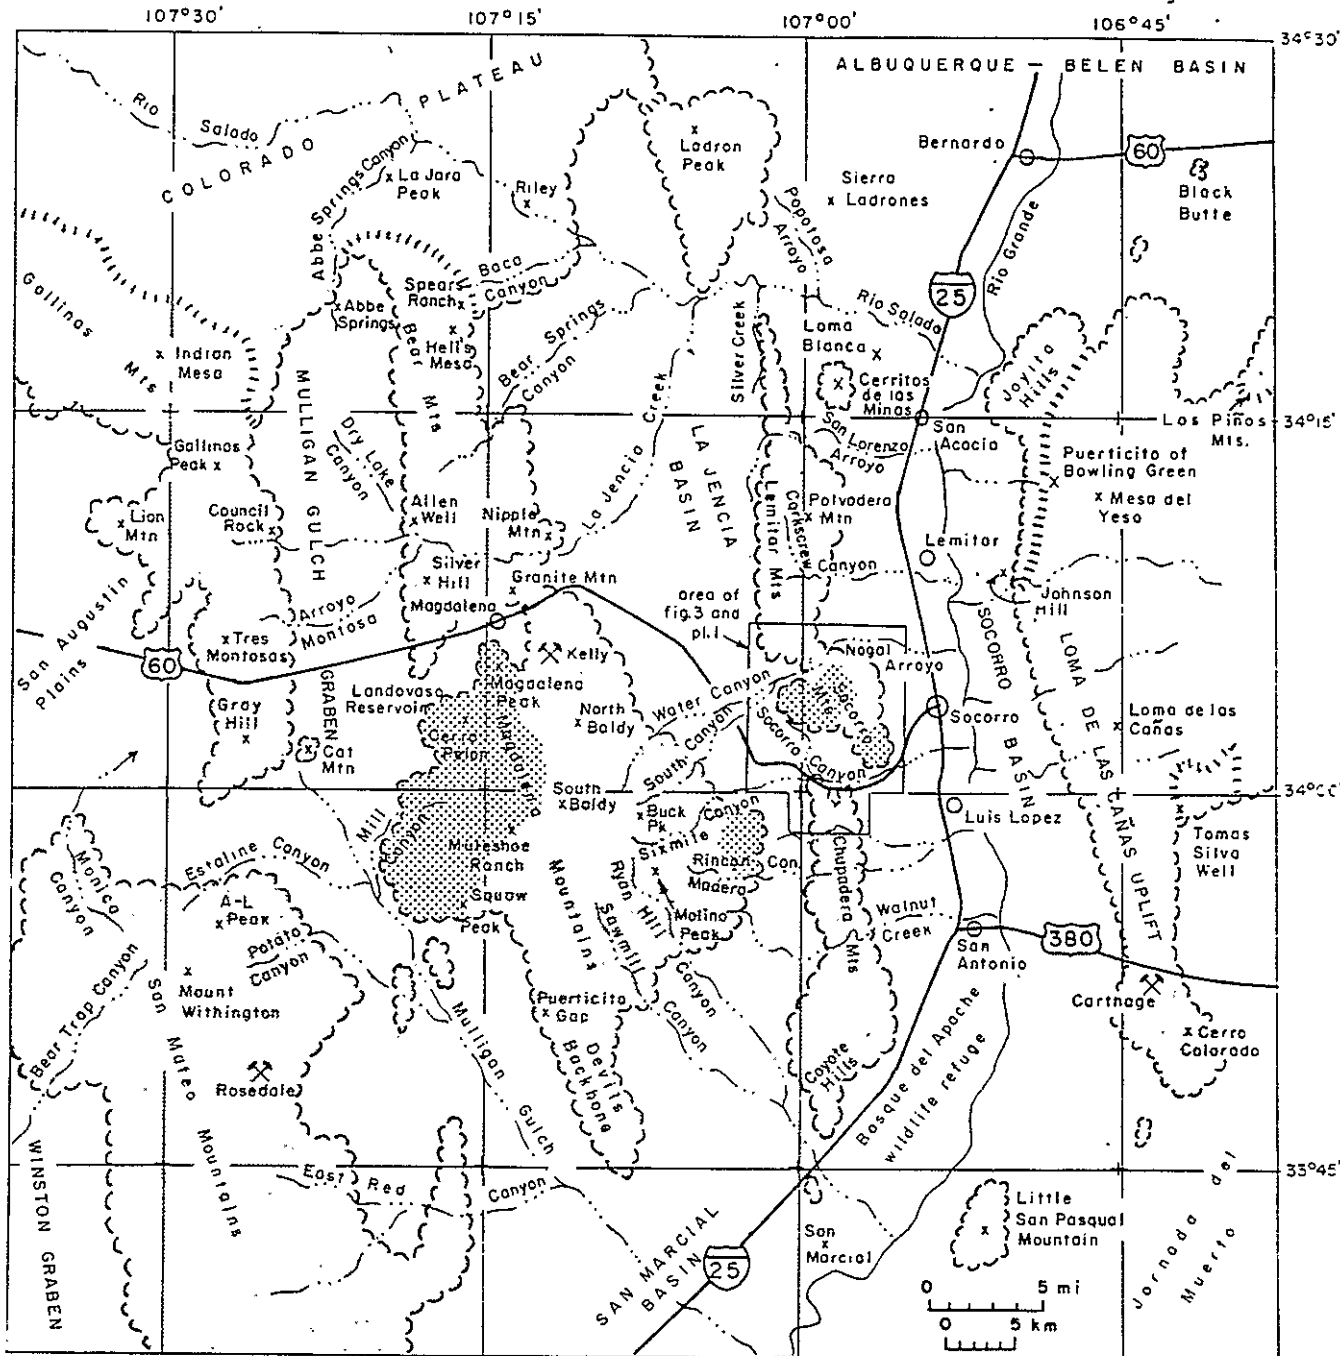 107°30'
107°15'
107°00'
106°45'
34°30'
ALBUQUERQUE – BELEN BASIN
COLORADO PLATEAU
Rio Salado
Ladron
Peak
Bernardo
60
Black
Butte
Sierra
Ladrones
Abbe Springs Canyon
La Jara
Peak
Riley
Popotosa
Arroyo
Rio Grande
25
Gallinas
Mts
Abbe
Springs
Spears
Ranch
Baca
Canyon
Hell's
Mesa
Bear
Mts
Bear Springs
Canyon
Silver Creek
Rio Salado
Loma
Blanca
Cerritos
de las
Minas
Joyita
Hills
Indian
Mesa
MULLIGAN GULCH
GRABEN
Dry Lake
Canyon
La Jencia Creek
LA JENCIA
BASIN
San Lorenzo
Arroyo
San
Acacia
Los Piños
Mts.
34°15'
Gallinas
Peak
Puerticito of
Bowling Green
Mesa del
Yeso
Lion
Mtn
Council
Rock
Allen
Well
Nipple
Mtn
Lemitar Mts
Corkscrew
Canyon
Polvadera
Mtn
Lemitar
Silver
Hill
Granite Mtn
Magdalena
area of
fig.3 and
pl.1
Johnson
Hill
San Augustin
Plains
Arroyo
Montosa
Tres
Montosas
60
Kelly
Nogal
Arroyo
SOCORRO
BASIN
LOMA DE LAS CAÑAS UPLIFT
Landavaso
Reservoir
Magdalena
Peak
Gray
Hill
Cat
Mtn
Cerro
Pelon
North
Baldy
Water Canyon
South Canyon
Socorro
Mts
Socorro
Canyon
Socorro
Loma de las
Cañas
Magdalena
Mountains
South
Baldy
34°00'
Luis Lopez
Tomas
Silva
Well
Mill
Canyon
Muleshoe
Ranch
Buck
Pk
Sixmile
Canyon
Rincon
Madera
Can.
Chupadera
Mts
Monica
Canyon
Estaline Canyon
A-L
Peak
Potato
Canyon
Squaw
Peak
Ryan Hill
Canyon
Sawmill
Canyon
Molino
Peak
Walnut
Creek
San
Antonio
380
Carthage
Bear Trap Canyon
Mount
Withington
San Mateo
Mountains
Puerticito
Gap
Devils
Backbone
Mulligan
Gulch
Coyote
Hills
Bosque del Apache
wildlife refuge
Cerro
Colorado
Rosedale
WINSTON GRABEN
East Red
Canyon
33°45'
SAN MARCIAL
BASIN
25
San
Marcial
Little
San Pasqual
Mountain
Jornada del
Muerto
0 5 mi
0 5 km